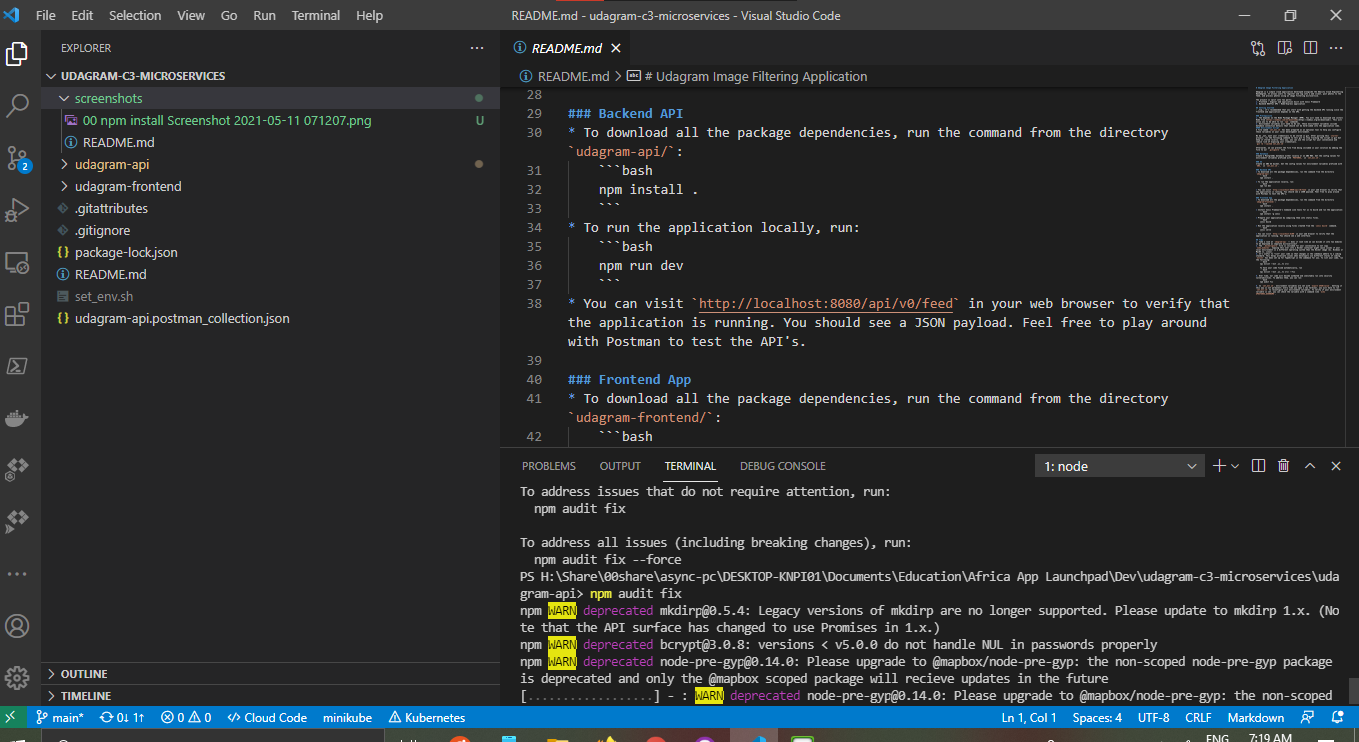 File Edit Selection View Go Run Terminal Help
README.md - udagram-c3-microservices - Visual Studio Code
EXPLORER
UDAGRAM-C3-MICROSERVICES
screenshots
00 npm install Screenshot 2021-05-11 071207.png U
README.md
udagram-api
udagram-frontend
.gitattributes
.gitignore
package-lock.json
README.md
set_env.sh
udagram-api.postman_collection.json
OUTLINE
TIMELINE
2
README.md
README.md > # Udagram Image Filtering Application
28
29 ### Backend API
30 * To download all the package dependencies, run the command from the directory
`udagram-api/`:
31 ```bash
32 npm install .
33 ```
34 * To run the application locally, run:
35 ```bash
36 npm run dev
37 ```
38 * You can visit `http://localhost:8080/api/v0/feed` in your web browser to verify that
the application is running. You should see a JSON payload. Feel free to play around
with Postman to test the API's.
39
40 ### Frontend App
41 * To download all the package dependencies, run the command from the directory
`udagram-frontend/`:
42 ```bash
PROBLEMS OUTPUT TERMINAL DEBUG CONSOLE
1: node
To address issues that do not require attention, run:
npm audit fix
To address all issues (including breaking changes), run:
npm audit fix --force
PS H:\Share\00share\async-pc\DESKTOP-KNPI01\Documents\Education\Africa App Launchpad\Dev\udagram-c3-microservices\uda
gram-api> npm audit fix
npm WARN deprecated mkdirp@0.5.4: Legacy versions of mkdirp are no longer supported. Please update to mkdirp 1.x. (No
te that the API surface has changed to use Promises in 1.x.)
npm WARN deprecated bcrypt@3.0.8: versions < v5.0.0 do not handle NUL in passwords properly
npm WARN deprecated node-pre-gyp@0.14.0: Please upgrade to @mapbox/node-pre-gyp: the non-scoped node-pre-gyp package
is deprecated and only the @mapbox scoped package will recieve updates in the future
[.................] - : WARN deprecated node-pre-gyp@0.14.0: Please upgrade to @mapbox/node-pre-gyp: the non-scoped
main* 0↓ 1↑ 0 0 Cloud Code minikube Kubernetes
Ln 1, Col 1 Spaces: 4 UTF-8 CRLF Markdown
ENG 7:19 AM